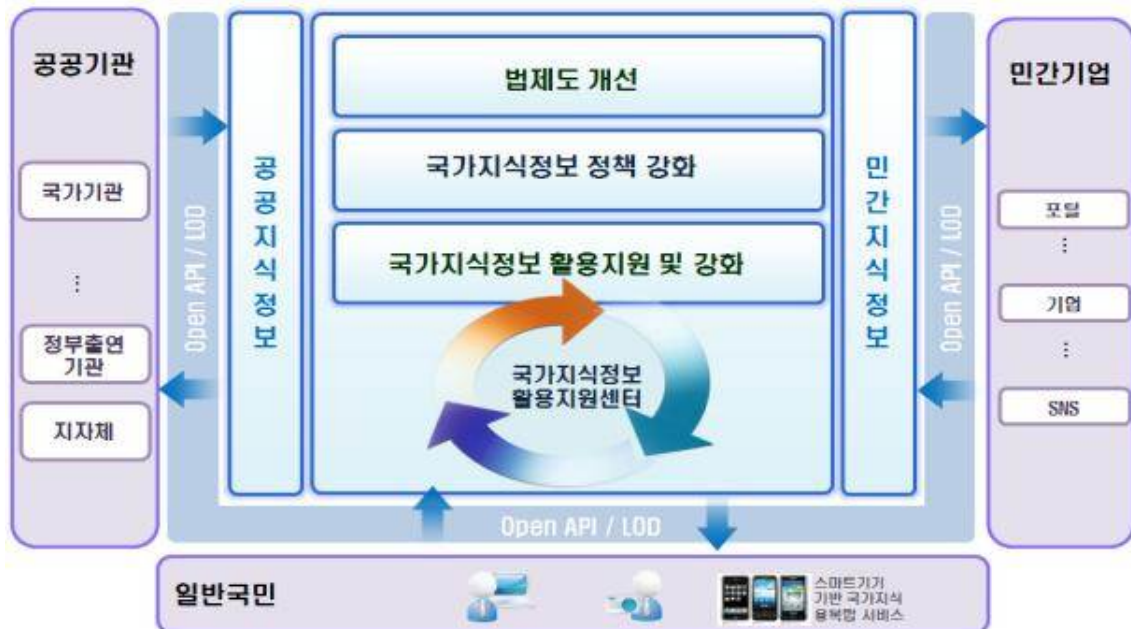 공공기관
국가기관
⋮
정부출연
기관
지자체
Open API / LOD
공공지식정보
법제도 개선
국가지식정보 정책 강화
국가지식정보 활용지원 및 강화
국가지식정보
활용지원센터
민간지식정보
Open API / LOD
민간기업
포털
⋮
기업
⋮
SNS
Open API / LOD
일반국민
스마트기기
기반 국가지식
융복합 서비스